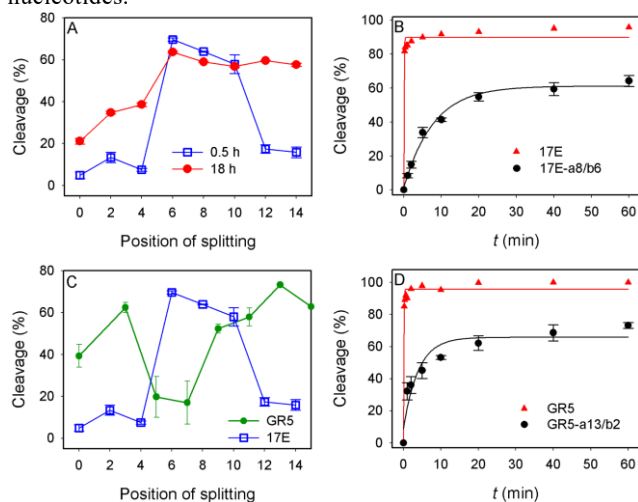 nucleotides.
A
Cleavage (%)
80
60
40
20
0
0.5 h
18 h
0 2 4 6 8 10 12 14
Position of splitting
B
Cleavage (%)
100
80
60
40
20
0
17E
17E-a8/b6
0 10 20 30 40 50 60
t (min)
C
Cleavage (%)
80
60
40
20
0
GR5
17E
0 2 4 6 8 10 12 14
Position of splitting
D
Cleavage (%)
100
80
60
40
20
0
GR5
GR5-a13/b2
0 10 20 30 40 50 60
t (min)